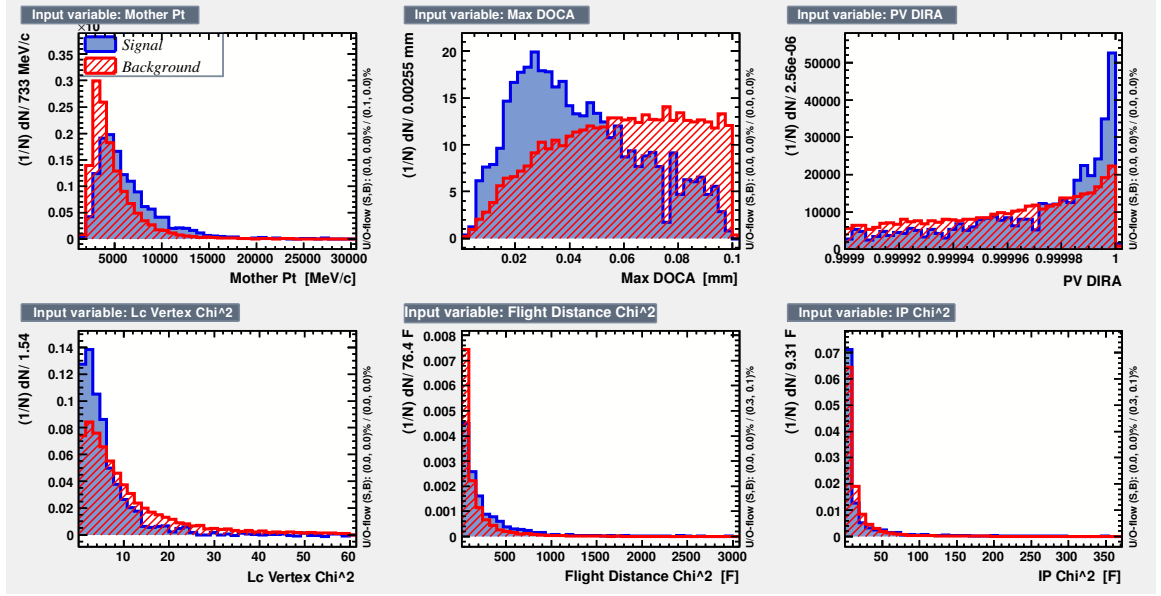 Input variable: Mother Pt
×10
(1/N) dN/ 733 MeV/c
0.35
0.3
0.25
0.2
0.15
0.1
0.05
0
Signal
Background
5000 10000 15000 20000 25000 30000
Mother Pt [MeV/c]
U/O-flow (S,B): (0.0, 0.0)% / (0.1, 0.0)%
Input variable: Max DOCA
(1/N) dN/ 0.00255 mm
20
18
16
14
12
10
8
6
4
2
0
0.02 0.04 0.06 0.08 0.1
Max DOCA [mm]
U/O-flow (S,B): (0.0, 0.0)% / (0.0, 0.0)%
Input variable: PV DIRA
(1/N) dN/ 2.56e-06
50000
40000
30000
20000
10000
0
0.99990.999920.999940.999960.99998 1
PV DIRA
U/O-flow (S,B): (0.0, 0.0)% / (0.0, 0.0)%
Input variable: Lc Vertex Chi^2
(1/N) dN/ 1.54
0.14
0.12
0.1
0.08
0.06
0.04
0.02
0
10 20 30 40 50 60
Lc Vertex Chi^2
U/O-flow (S,B): (0.0, 0.0)% / (0.0, 0.0)%
Input variable: Flight Distance Chi^2
(1/N) dN/ 76.4 F
0.008
0.007
0.006
0.005
0.004
0.003
0.002
0.001
0
500 1000 1500 2000 2500 3000
Flight Distance Chi^2 [F]
U/O-flow (S,B): (0.0, 0.0)% / (0.3, 0.1)%
Input variable: IP Chi^2
(1/N) dN/ 9.31 F
0.07
0.06
0.05
0.04
0.03
0.02
0.01
0
50 100 150 200 250 300 350
IP Chi^2 [F]
U/O-flow (S,B): (0.0, 0.0)% / (0.3, 0.1)%